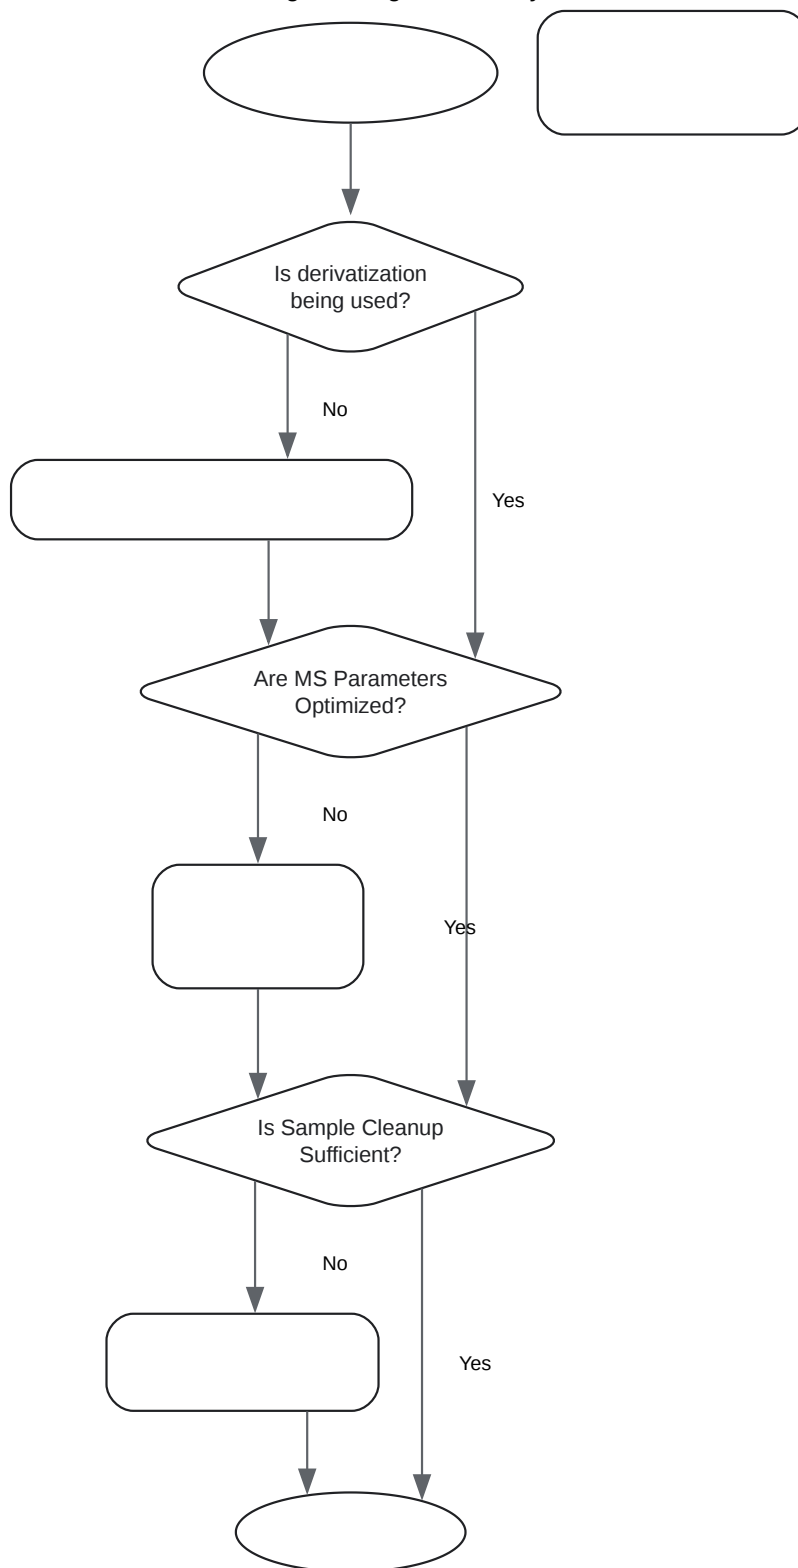 Is derivatization
being used?
No
Yes
Are MS Parameters
Optimized?
No
Yes
Is Sample Cleanup
Sufficient?
No
Yes